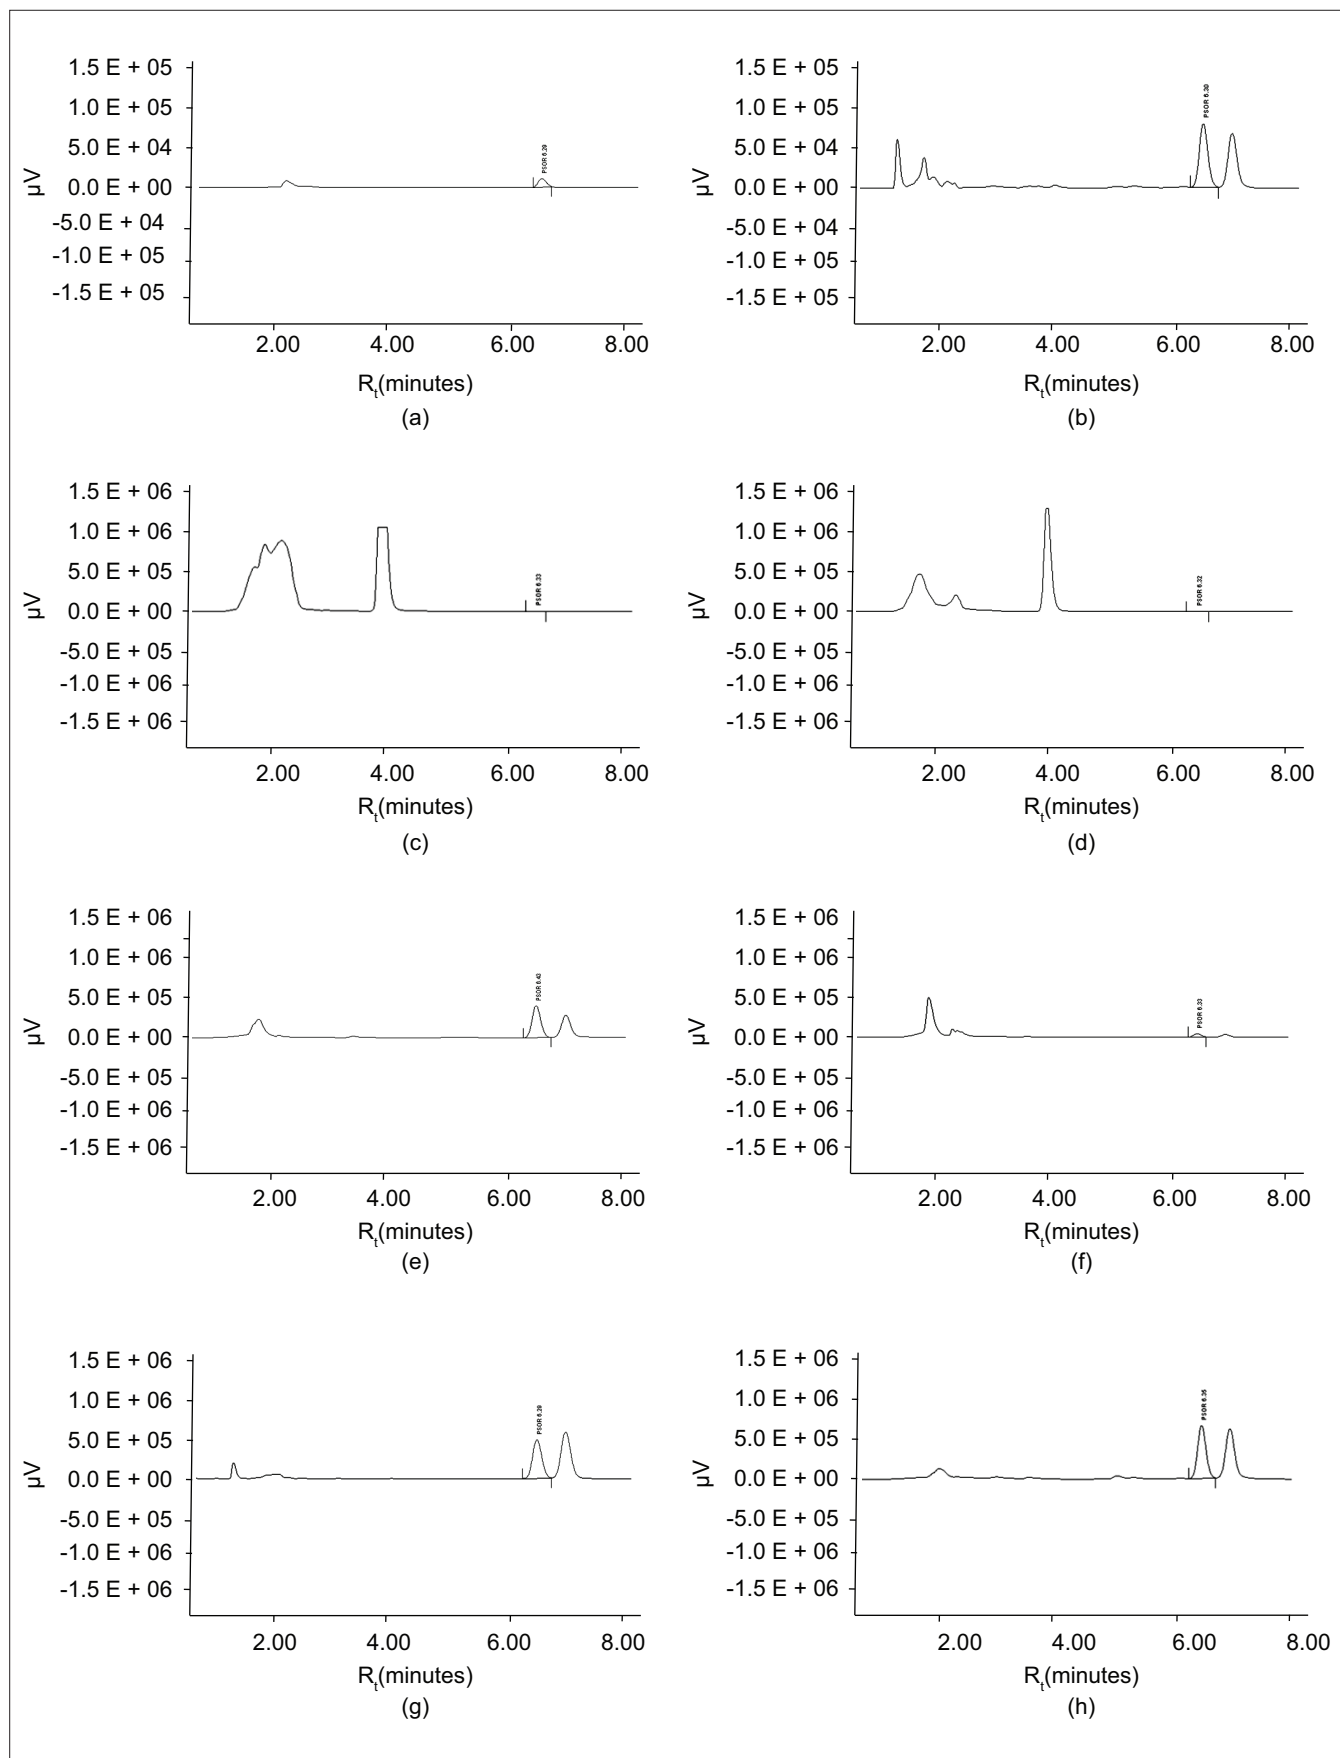 1.5 E + 05
1.0 E + 05
5.0 E + 04
0.0 E + 00
-5.0 E + 04
-1.0 E + 05
-1.5 E + 05
µV
PSOR 6.29
2.00 4.00 6.00 8.00
Rt(minutes)
(a)
1.5 E + 05
1.0 E + 05
5.0 E + 04
0.0 E + 00
-5.0 E + 04
-1.0 E + 05
-1.5 E + 05
µV
PSOR 6.30
2.00 4.00 6.00 8.00
Rt(minutes)
(b)
1.5 E + 06
1.0 E + 06
5.0 E + 05
0.0 E + 00
-5.0 E + 05
-1.0 E + 06
-1.5 E + 06
µV
PSOR 6.33
2.00 4.00 6.00 8.00
Rt(minutes)
(c)
1.5 E + 06
1.0 E + 06
5.0 E + 05
0.0 E + 00
-5.0 E + 05
-1.0 E + 06
-1.5 E + 06
µV
PSOR 6.32
2.00 4.00 6.00 8.00
Rt(minutes)
(d)
1.5 E + 06
1.0 E + 06
5.0 E + 05
0.0 E + 00
-5.0 E + 05
-1.0 E + 06
-1.5 E + 06
µV
PSOR 6.43
2.00 4.00 6.00 8.00
Rt(minutes)
(e)
1.5 E + 06
1.0 E + 06
5.0 E + 05
0.0 E + 00
-5.0 E + 05
-1.0 E + 06
-1.5 E + 06
µV
PSOR 6.33
2.00 4.00 6.00 8.00
Rt(minutes)
(f)
1.5 E + 06
1.0 E + 06
5.0 E + 05
0.0 E + 00
-5.0 E + 05
-1.0 E + 06
-1.5 E + 06
µV
PSOR 6.39
2.00 4.00 6.00 8.00
Rt(minutes)
(g)
1.5 E + 06
1.0 E + 06
5.0 E + 05
0.0 E + 00
-5.0 E + 05
-1.0 E + 06
-1.5 E + 06
µV
PSOR 6.35
2.00 4.00 6.00 8.00
Rt(minutes)
(h)